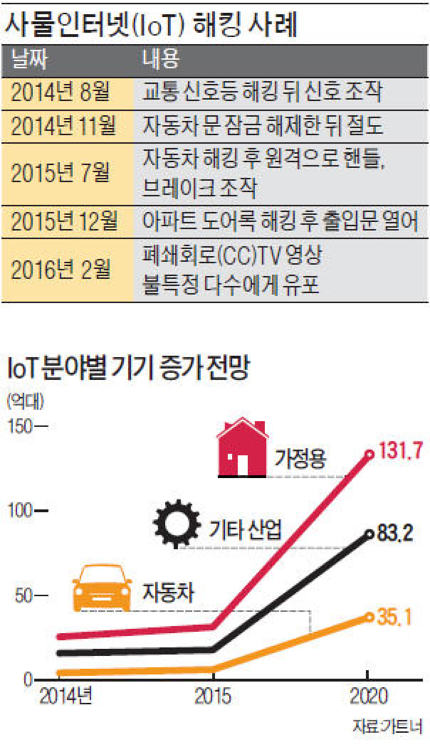 사물인터넷(IoT) 해킹 사례
날짜 내용
2014년 8월 교통 신호등 해킹 뒤 신호 조작
2014년 11월 자동차 문 잠금 해제한 뒤 절도
2015년 7월 자동차 해킹 후 원격으로 핸들,
브레이크 조작
2015년 12월 아파트 도어록 해킹 후 출입문 열어
2016년 2월 폐쇄회로(CC)TV 영상
불특정 다수에게 유포
IoT 분야별 기기 증가 전망
(억대)
150
131.7
가정용
100
기타 산업
83.2
50
자동차
35.1
0
2014년 2015 2020
자료:가트너